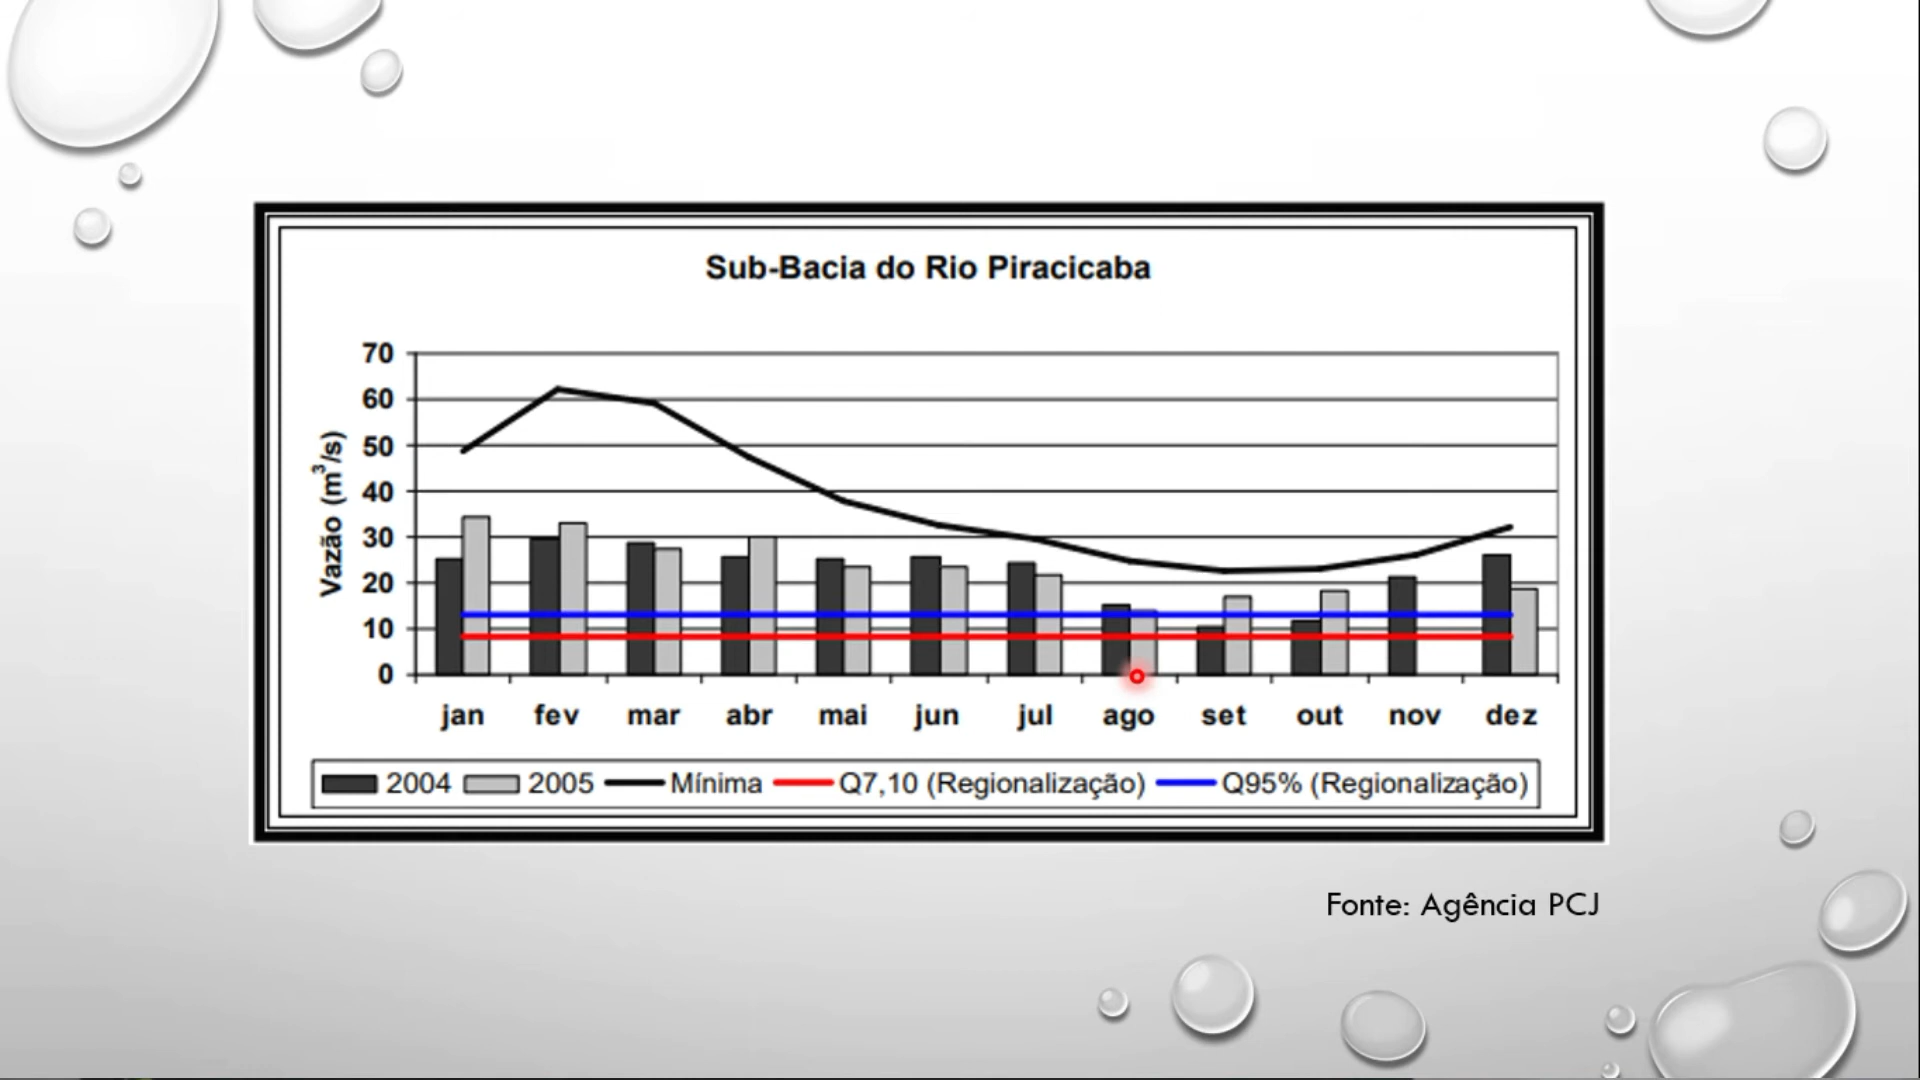 Sub-Bacia do Rio Piracicaba
Vazão (m³/s)
70
60
50
40
30
20
10
0
jan fev mar abr mai jun jul ago set out nov dez
2004 2005 Mínima Q7,10 (Regionalização) Q95% (Regionalização)
Fonte: Agência PCJ